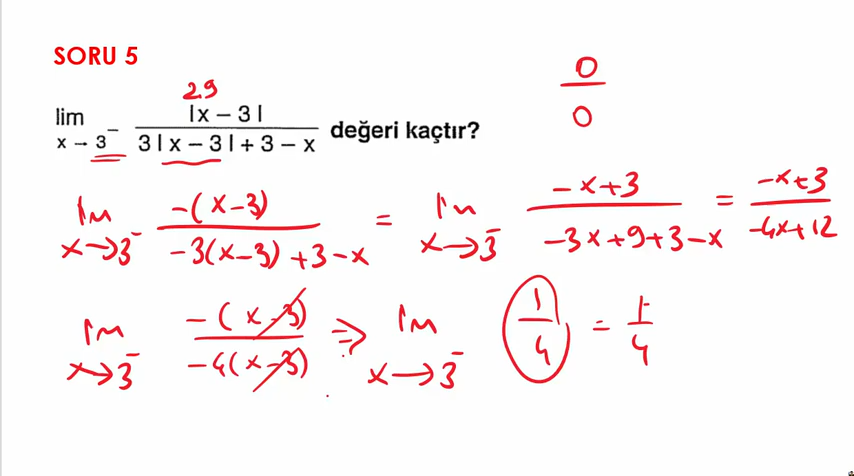 SORU 5
0
0
2.9
lim |x – 3|
x → 3⁻ 3|x – 3| + 3 – x değeri kaçtır?
lim -(x-3) = lim -x+3 = -x+3
x→3⁻ -3(x-3)+3-x x→3⁻ -3x+9+3-x -4x+12
lim -(x-3) ⇒ lim 1 = 1
x→3⁻ -4(x-3) x→3⁻ 4 4